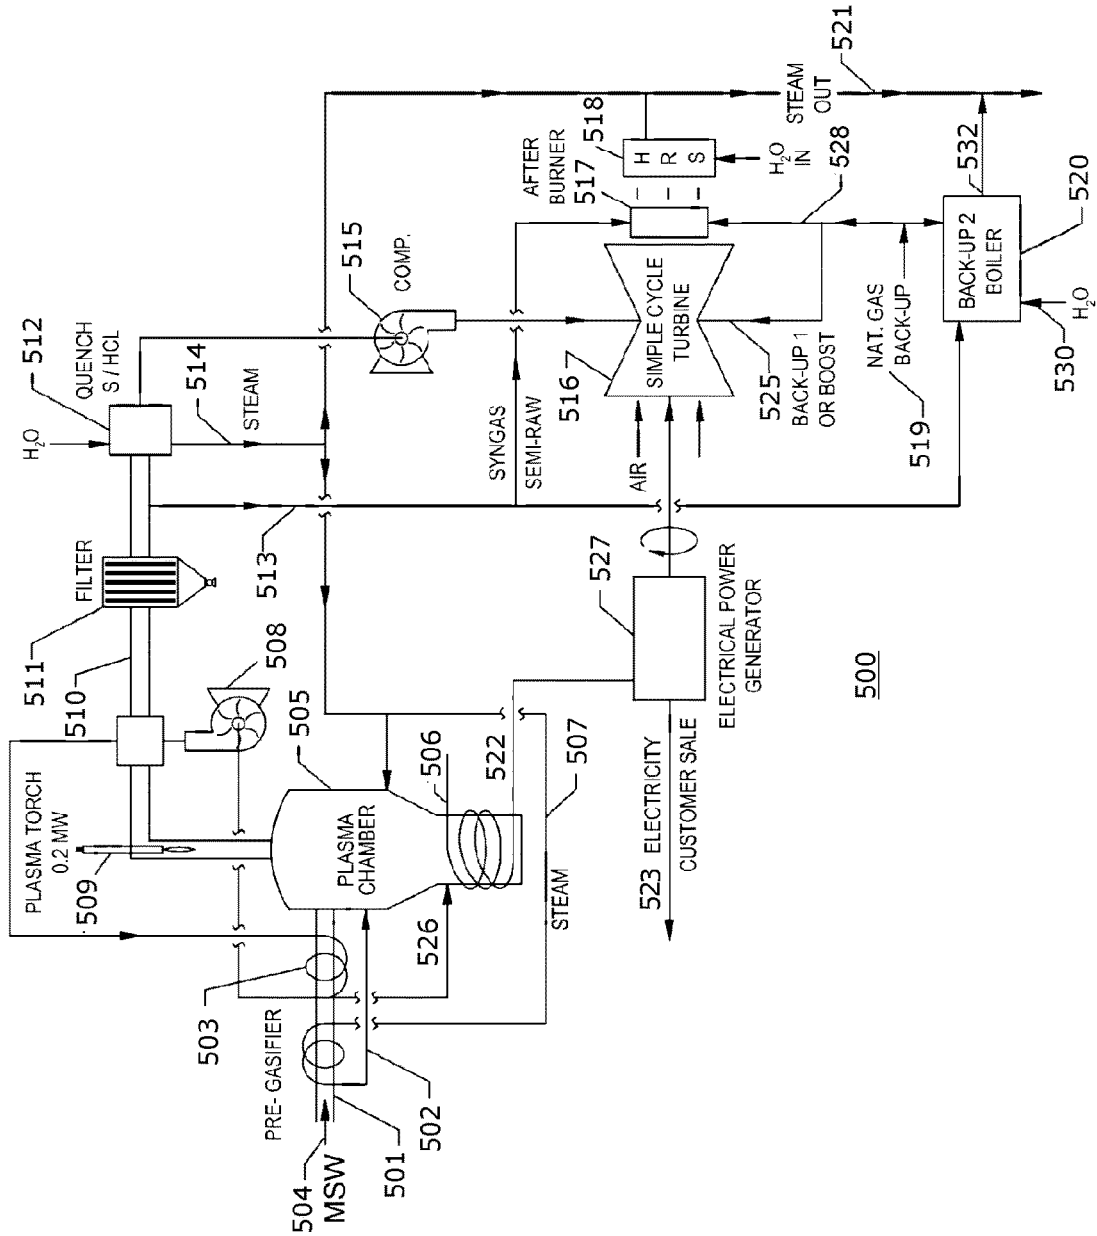 PLASMA TORCH
0.2 MW
509
510
511
FILTER
H₂O
QUENCH
S / HCL
512
514
STEAM
503
513
PRE- GASIFIER
508
505
504
MSW
PLASMA
CHAMBER
515
COMP.
501
502
526
506
522
SYNGAS
SEMI-RAW
AFTER
BURNER
517
518
STEAM
507
516
527
AIR
SIMPLE CYCLE
TURBINE
H
R
S
523 ELECTRICITY
CUSTOMER SALE
ELECTRICAL POWER
GENERATOR
525
BACK-UP 1
OR BOOST
H₂O
IN
STEAM
OUT
521
528
500
NAT. GAS
BACK-UP
519
532
BACK-UP 2
BOILER
530
H₂O
520